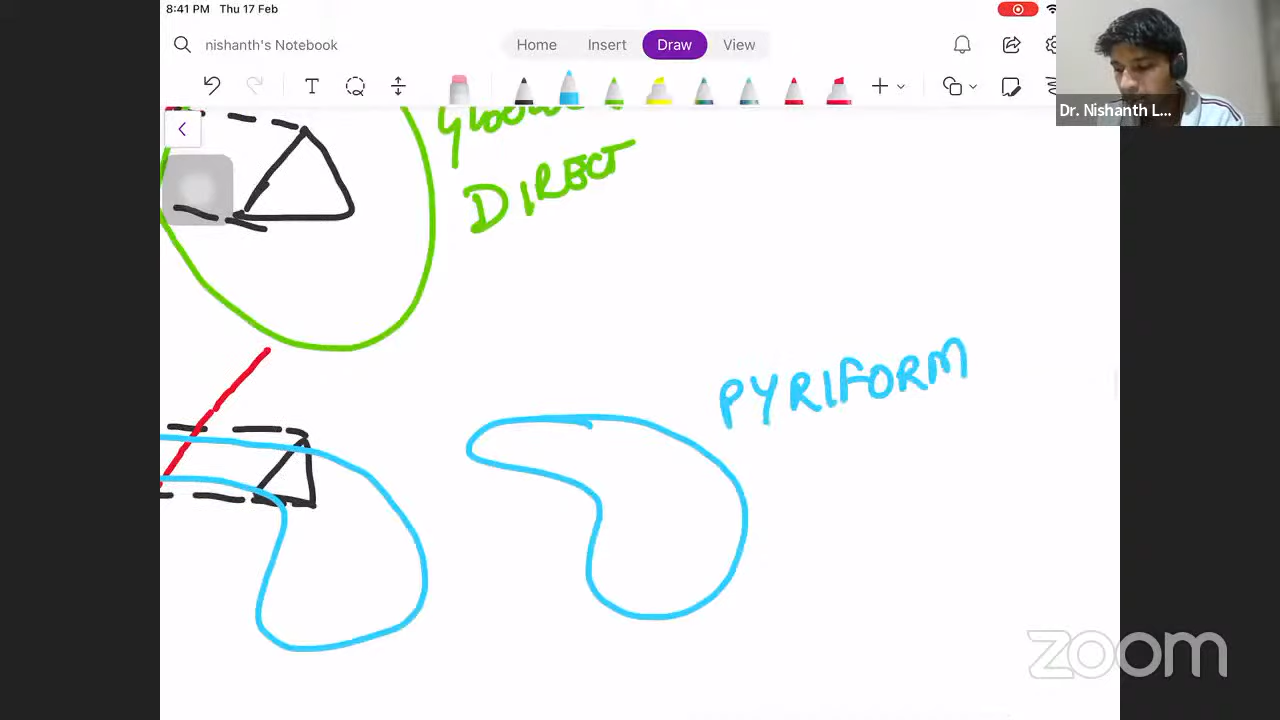 8:41 PM Thu 17 Feb
nishanth's Notebook
Home Insert Draw View
Dr. Nishanth L...
DIRECT
PYRIFORM
zoom